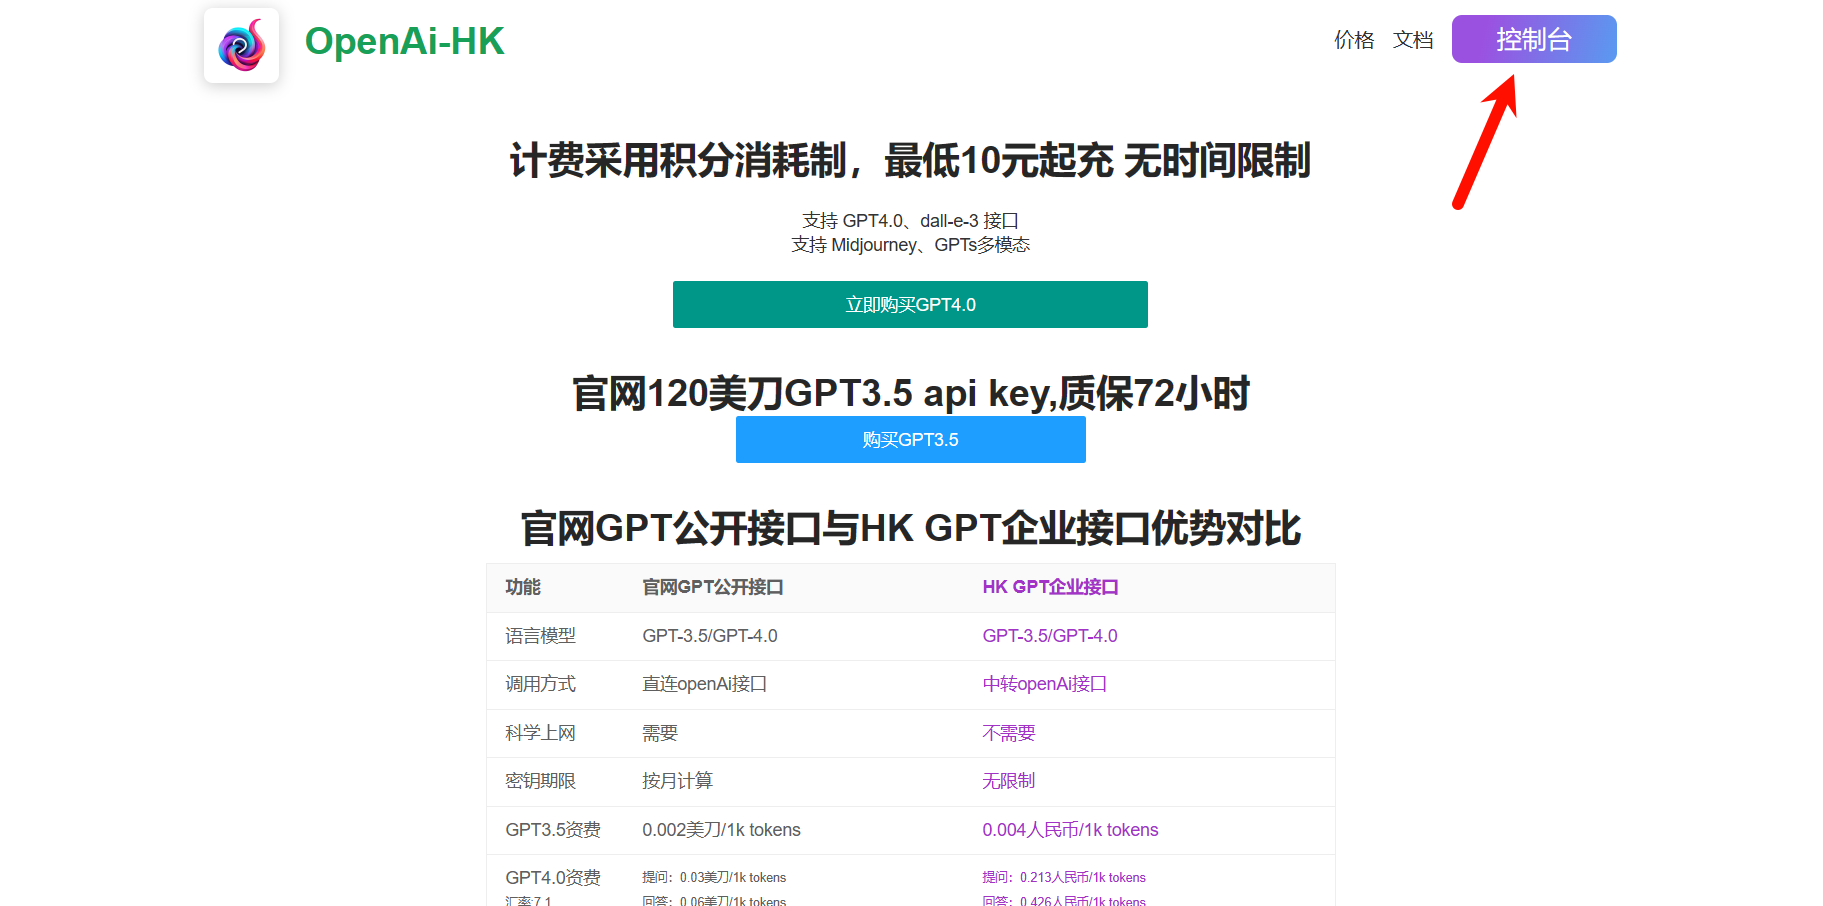 OpenAi-HK
价格 文档 控制台
计费采用积分消耗制，最低10元起充 无时间限制
支持 GPT4.0、dall-e-3 接口
支持 Midjourney、GPTs多模态
立即购买GPT4.0
官网120美刀GPT3.5 api key,质保72小时
购买GPT3.5
官网GPT公开接口与HK GPT企业接口优势对比
功能 官网GPT公开接口 HK GPT企业接口
语言模型 GPT-3.5/GPT-4.0 GPT-3.5/GPT-4.0
调用方式 直连openAi接口 中转openAi接口
科学上网 需要 不需要
密钥期限 按月计算 无限制
GPT3.5资费 0.002美刀/1k tokens 0.004人民币/1k tokens
GPT4.0资费 提问：0.03美刀/1k tokens 提问：0.213人民币/1k tokens
汇率:7.1 回答：0.06美刀/1k tokens 回答：0.426人民币/1k tokens